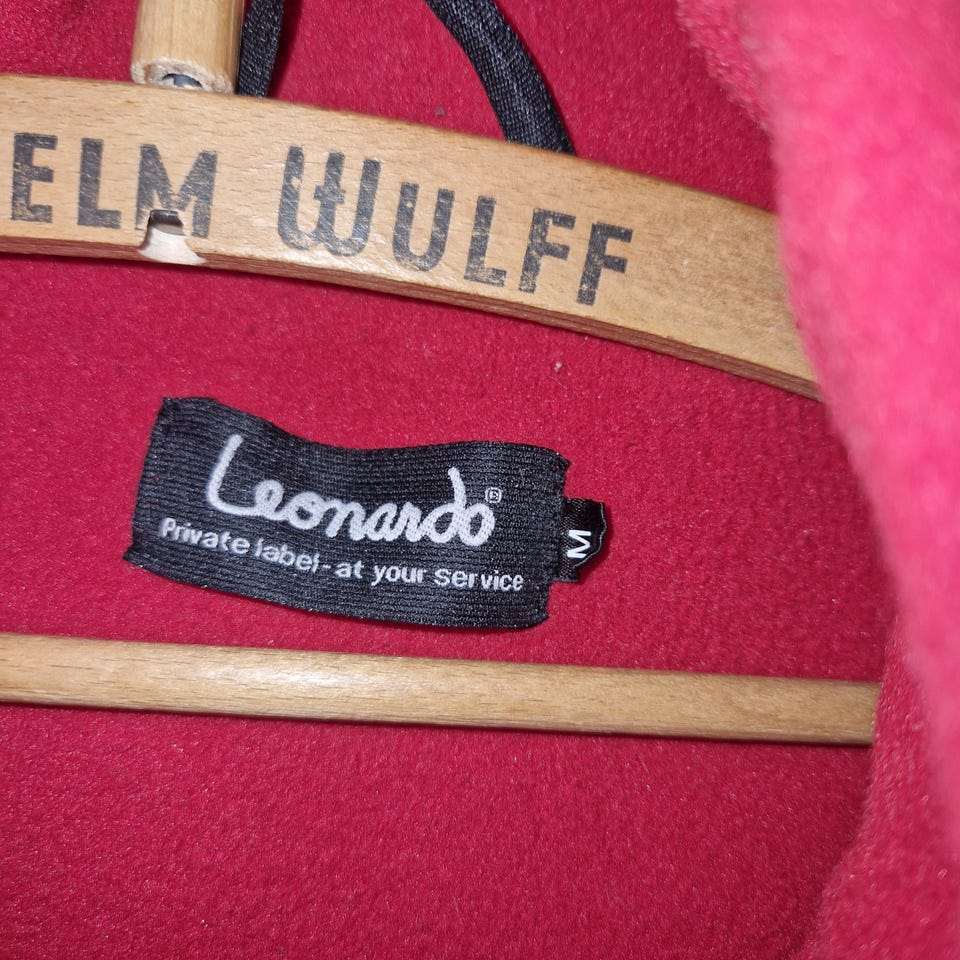 ELM WULFF
Leonardo®
Private label - at your service
M